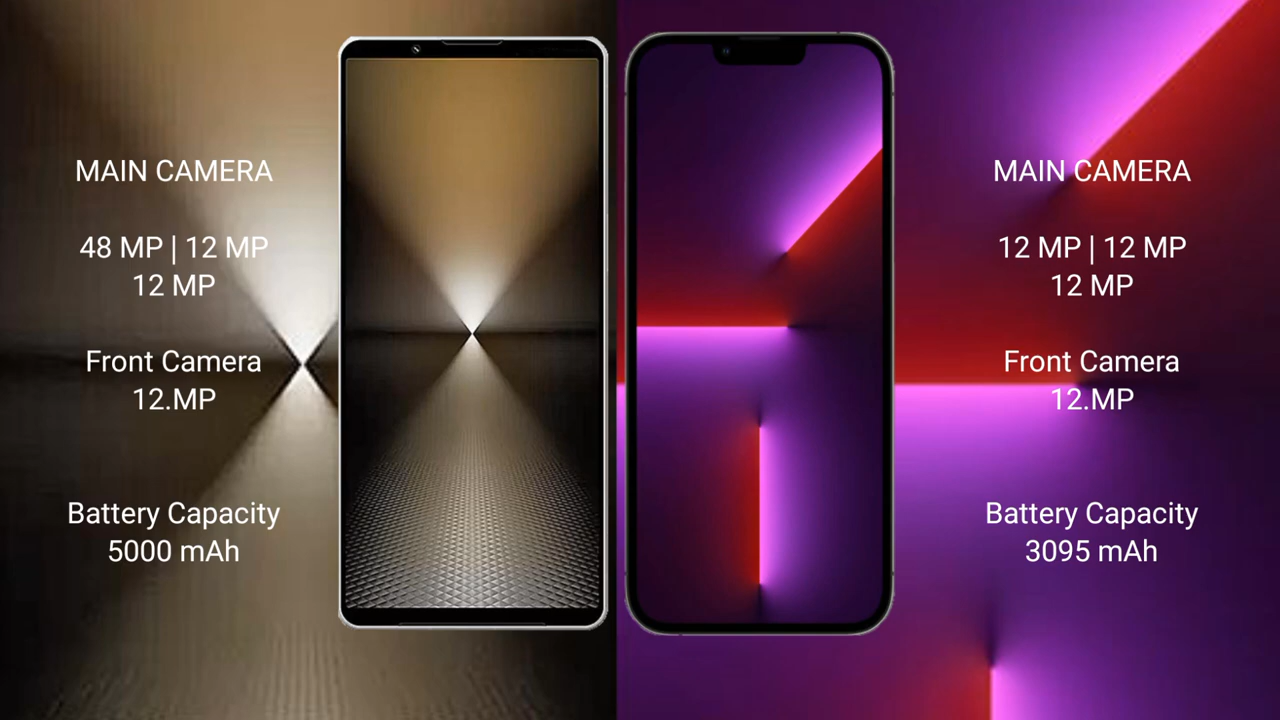 MAIN CAMERA
48 MP | 12 MP
12 MP
Front Camera
12.MP
Battery Capacity
5000 mAh
MAIN CAMERA
12 MP | 12 MP
12 MP
Front Camera
12.MP
Battery Capacity
3095 mAh